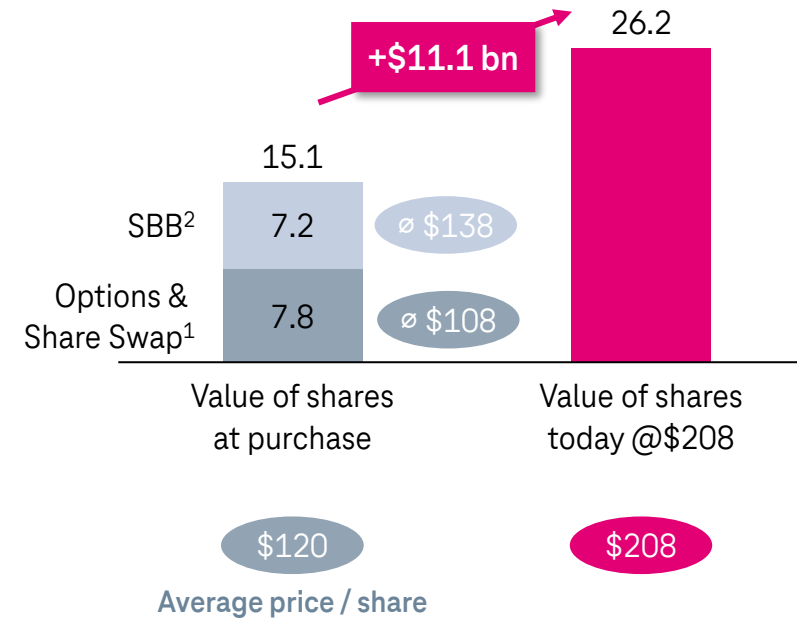 26.2
+$11.1 bn
15.1
SBB² 7.2 ⌀ $138
Options &
Share Swap¹ 7.8 ⌀ $108
Value of shares
at purchase
Value of shares
today @$208
$120 $208
Average price / share